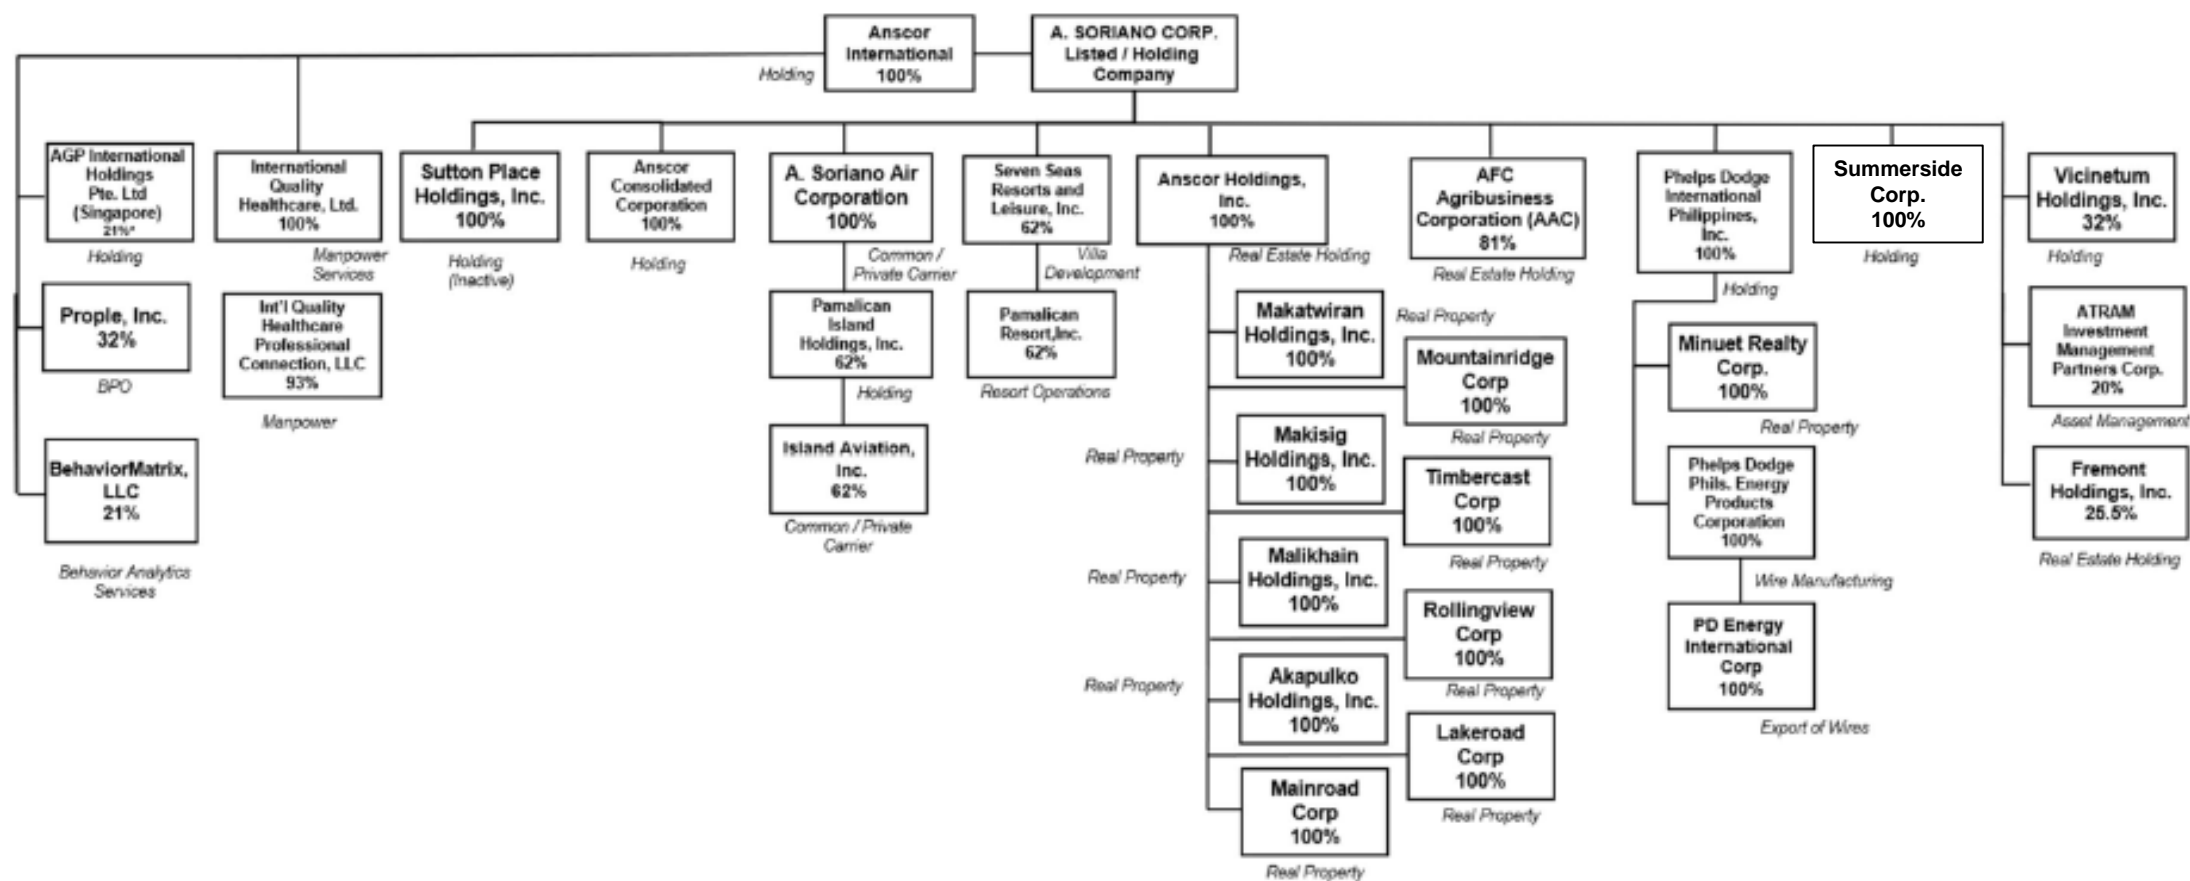 Anscor
International
100%
Holding
A. SORIANO CORP.
Listed / Holding
Company
AGP International
Holdings
Pte. Ltd
(Singapore)
21%*
Holding
International
Quality
Healthcare, Ltd.
100%
Manpower
Services
Sutton Place
Holdings, Inc.
100%
Holding
(Inactive)
Anscor
Consolidated
Corporation
100%
Holding
A. Soriano Air
Corporation
100%
Common /
Private Carrier
Seven Seas
Resorts and
Leisure, Inc.
62%
Villa
Development
Anscor Holdings,
Inc.
100%
Real Estate Holding
AFC
Agribusiness
Corporation (AAC)
81%
Real Estate Holding
Phelps Dodge
International
Philippines,
Inc.
100%
Holding
Summerside
Corp.
100%
Holding
Vicinetum
Holdings, Inc.
32%
Holding
Prople, Inc.
32%
BPO
Int'l Quality
Healthcare
Professional
Connection, LLC
93%
Manpower
Pamalican
Island
Holdings, Inc.
62%
Holding
Pamalican
Resort,Inc.
62%
Resort Operations
Makatwiran
Holdings, Inc.
100%
Real Property
Mountainridge
Corp
100%
Real Property
Minuet Realty
Corp.
100%
Real Property
ATRAM
Investment
Management
Partners Corp.
20%
Asset Management
BehaviorMatrix,
LLC
21%
Behavior Analytics
Services
Island Aviation,
Inc.
62%
Common / Private
Carrier
Real Property
Makisig
Holdings, Inc.
100%
Timbercast
Corp
100%
Real Property
Phelps Dodge
Phils. Energy
Products
Corporation
100%
Wire Manufacturing
Fremont
Holdings, Inc.
25.5%
Real Estate Holding
Real Property
Malikhain
Holdings, Inc.
100%
Rollingview
Corp
100%
Real Property
PD Energy
International
Corp
100%
Export of Wires
Real Property
Akapulko
Holdings, Inc.
100%
Lakeroad
Corp
100%
Real Property
Mainroad
Corp
100%
Real Property